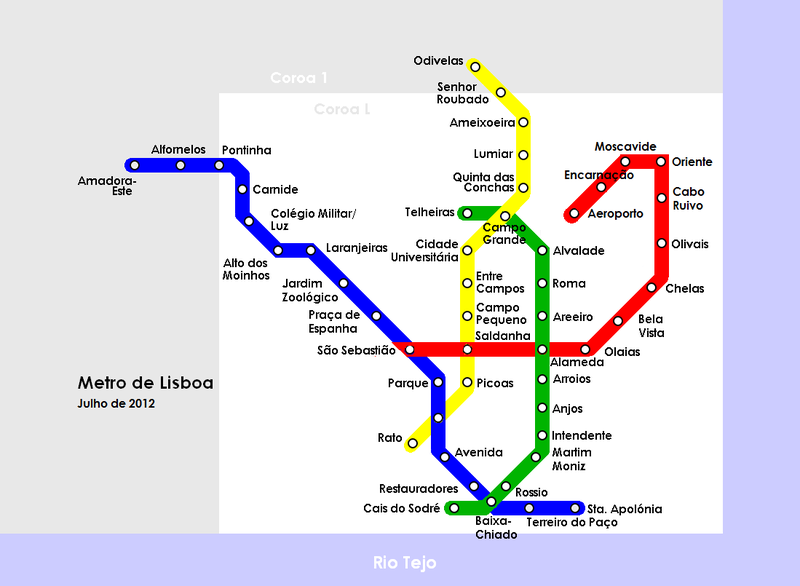 Odivelas
Coroa 1
Senhor
Roubado
Coroa L
Ameixoeira
Alfornelos
Pontinha
Lumiar
Moscavide
Oriente
Amadora-
Este
Carnide
Quinta das
Conchas
Encarnação
Cabo
Ruivo
Colégio Militar/
Luz
Telheiras
Aeroporto
Campo
Grande
Laranjeiras
Cidade
Universitária
Alvalade
Olivais
Alto dos
Moinhos
Jardim
Zoológico
Entre
Campos
Roma
Chelas
Praça de
Espanha
Campo
Pequeno
Areeiro
Bela
Vista
Saldanha
São Sebastião
Olaias
Alameda
Metro de Lisboa
Parque
Picoas
Arroios
Julho de 2012
Anjos
Rato
Intendente
Avenida
Martim
Moniz
Restauradores
Rossio
Cais do Sodré
Sta. Apolónia
Baixa-
Chiado
Terreiro do Paço
Rio Tejo